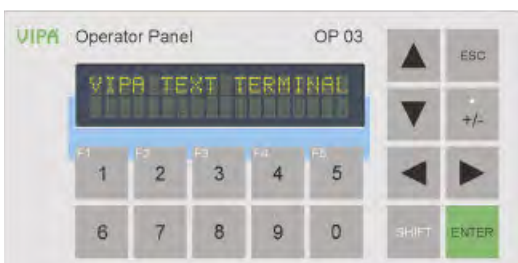 VIPA Operator Panel OP 03
VIPA TEXT TERMINAL
ESC
+/-
F1 F2 F3 F4 F5
1 2 3 4 5
6 7 8 9 0
SHIFT ENTER